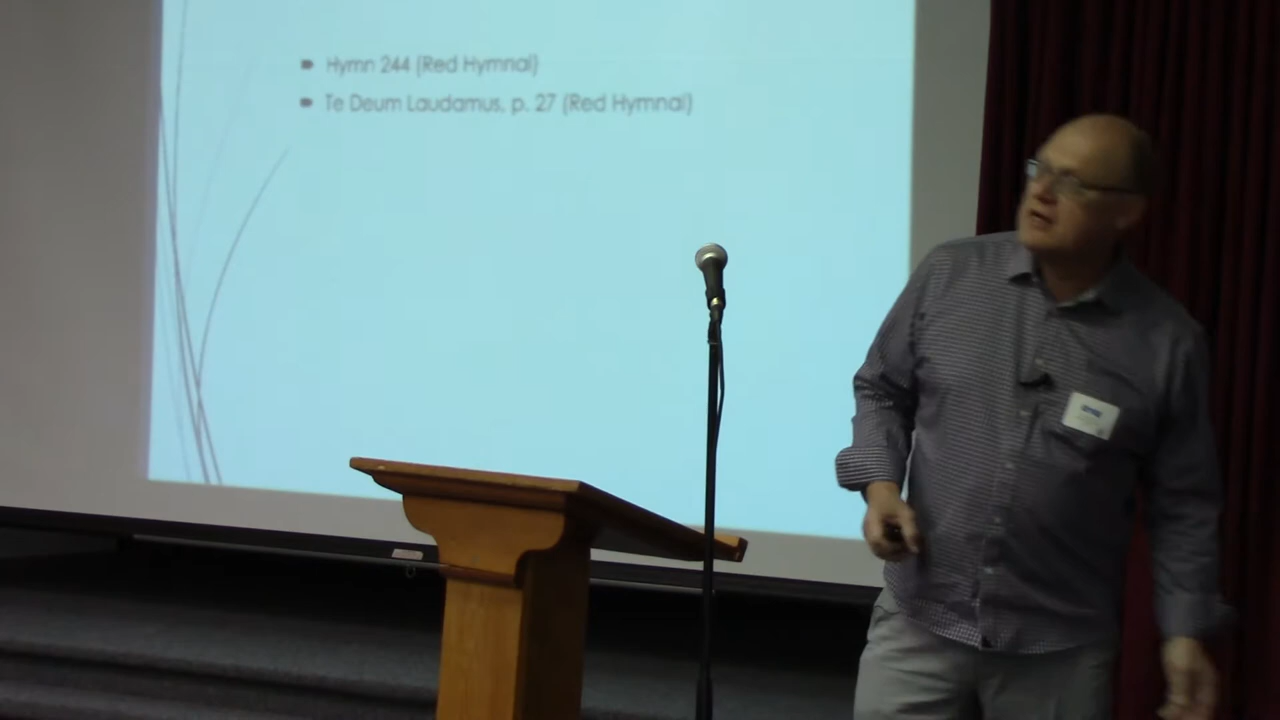 Hymn 244 (Red Hymnal)
Te Deum Laudamus, p. 27 (Red Hymnal)